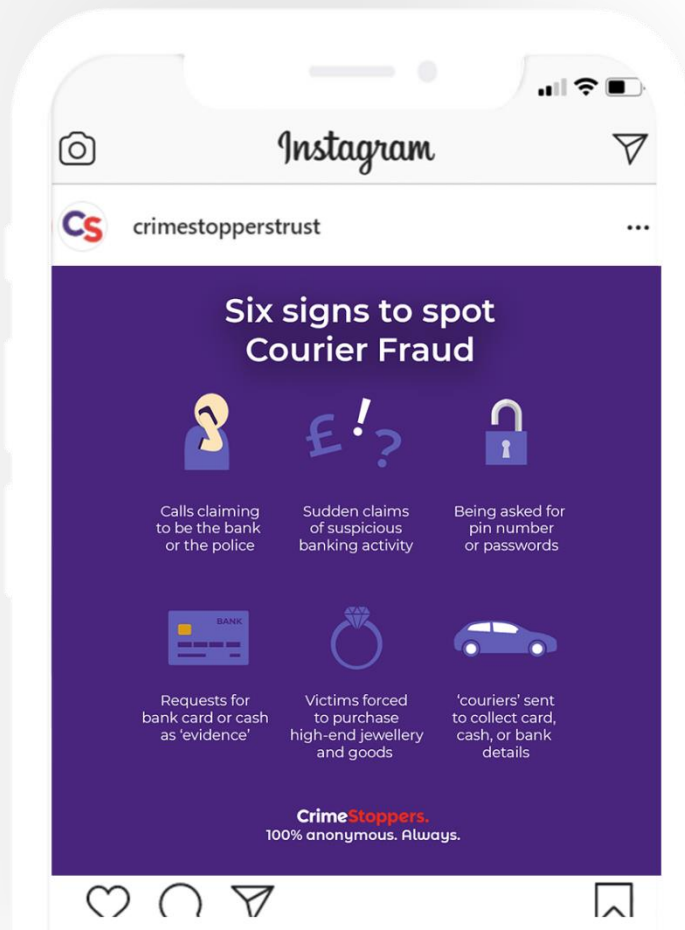 Instagram
CS
crimestopperstrust
Six signs to spot
Courier Fraud
£!?
Calls claiming
to be the bank
or the police
Sudden claims
of suspicious
banking activity
Being asked for
pin number
or passwords
BANK
Requests for
bank card or cash
as 'evidence'
Victims forced
to purchase
high-end jewellery
and goods
'couriers' sent
to collect card,
cash, or bank
details
CrimeStoppers.
100% anonymous. Always.